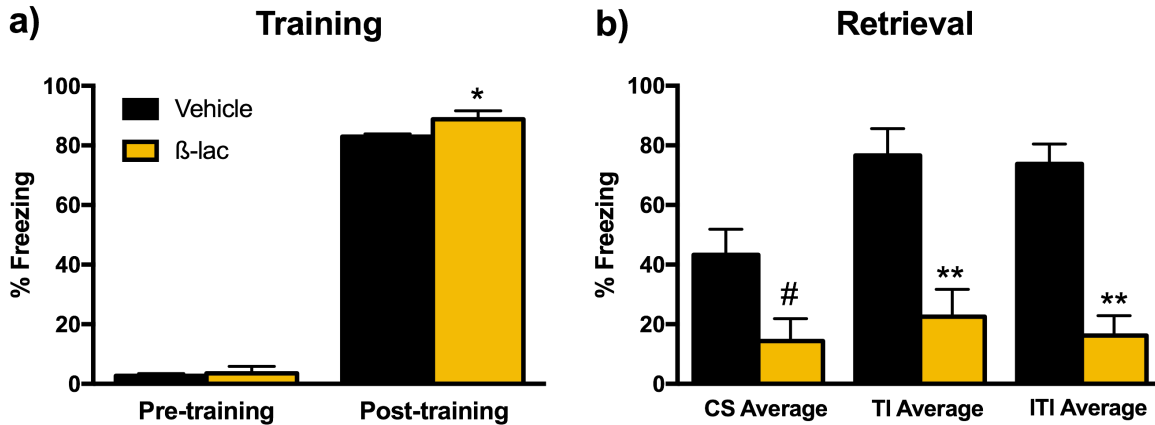 a)
Training
100
80
60
40
20
0
% Freezing
Vehicle
ß-lac
*
Pre-training
Post-training
b)
Retrieval
100
80
60
40
20
0
% Freezing
#
**
**
CS Average
TI Average
ITI Average